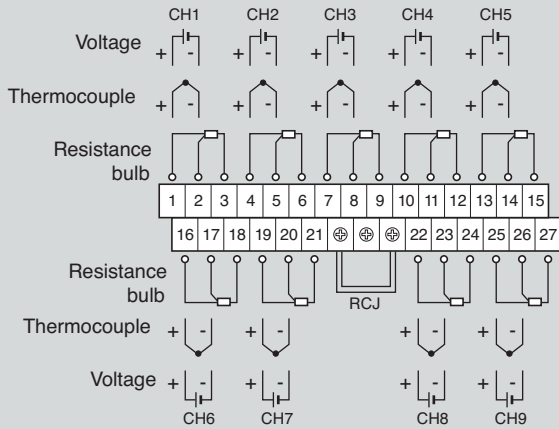 CH1 CH2 CH3 CH4 CH5
Voltage + - + - + - + - + -
Thermocouple + - + - + - + - + -
Resistance
bulb
1 2 3 4 5 6 7 8 9 10 11 12 13 14 15
16 17 18 19 20 21 22 23 24 25 26 27
Resistance
bulb
RCJ
Thermocouple + - + - + - + -
Voltage + - + - + - + -
CH6 CH7 CH8 CH9